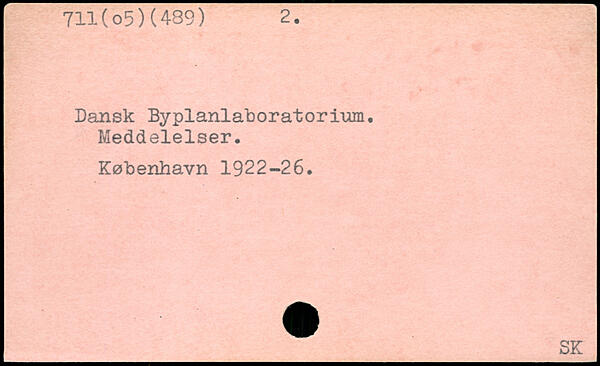 711(o5)(489) 2.
Dansk Byplanlaboratorium.
Meddelelser.
København 1922-26.
SK